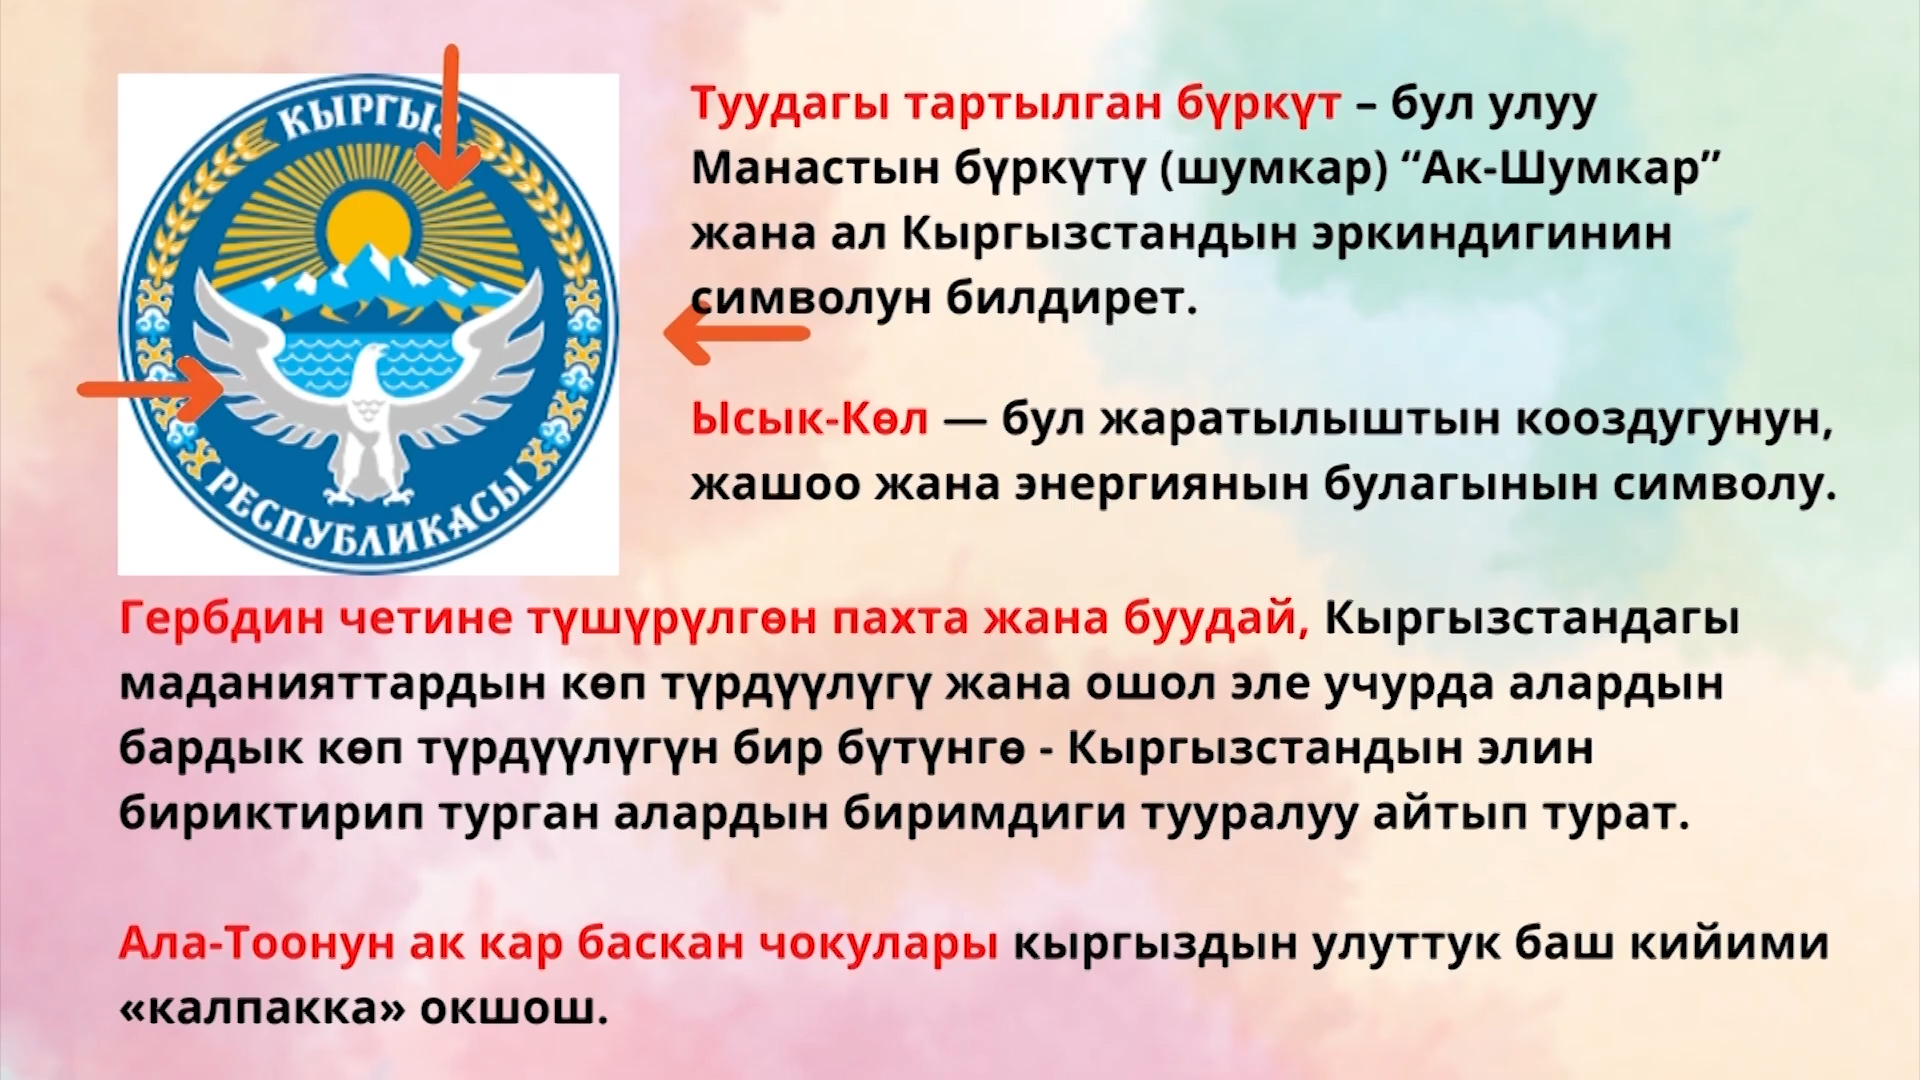 КЫРГЫЗ
РЕСПУБЛИКАСЫ
Туудагы тартылган бүркүт – бул улуу
Манастын бүркүтү (шумкар) “Ак-Шумкар”
жана ал Кыргызстандын эркиндигинин
символун билдирет.
Ысык-Көл — бул жаратылыштын кооздугунун,
жашоо жана энергиянын булагынын символу.
Гербдин четине түшүрүлгөн пахта жана буудай, Кыргызстандагы
маданияттардын көп түрдүүлүгү жана ошол эле учурда алардын
бардык көп түрдүүлүгүн бир бүтүнгө - Кыргызстандын элин
бириктирип турган алардын биримдиги тууралуу айтып турат.
Ала-Тоонун ак кар баскан чокулары кыргыздын улуттук баш кийими
«калпакка» окшош.